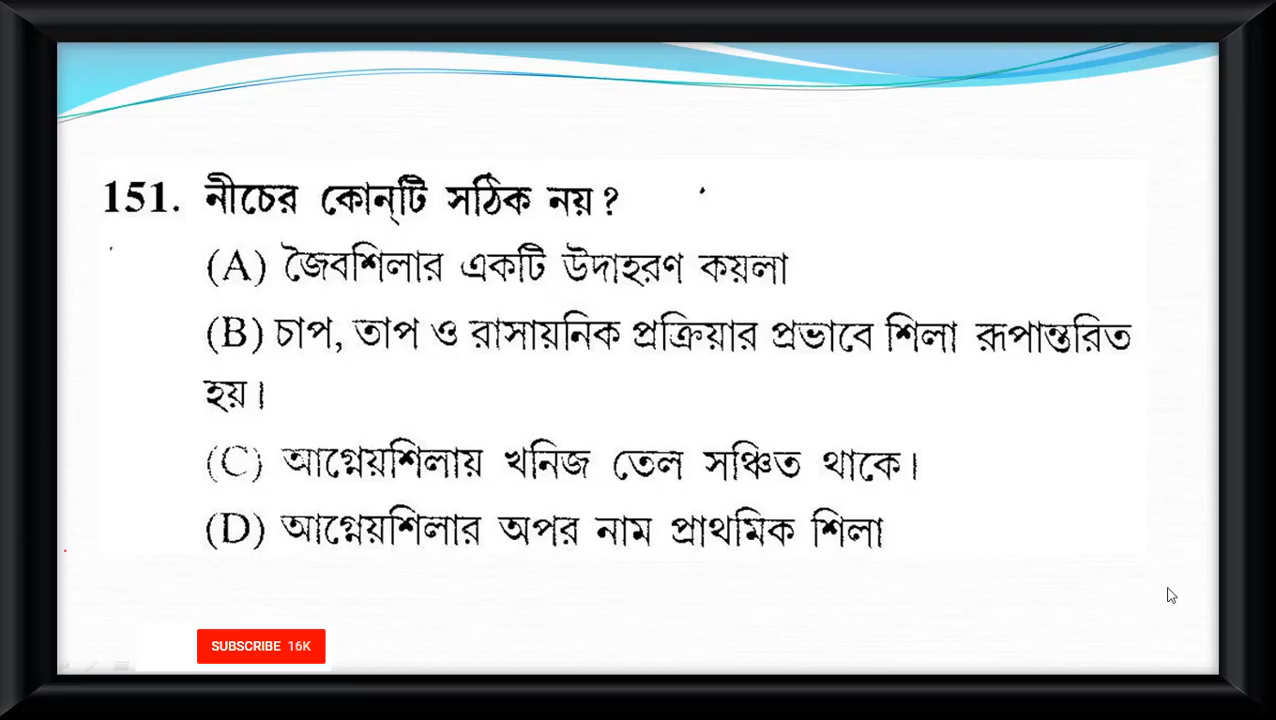 151. নীচের কোন্‌টি সঠিক নয়?
(A) জৈবশিলার একটি উদাহরণ কয়লা
(B) চাপ, তাপ ও রাসায়নিক প্রক্রিয়ার প্রভাবে শিলা রূপান্তরিত
হয়।
(C) আগ্নেয়শিলায় খনিজ তেল সঞ্চিত থাকে।
(D) আগ্নেয়শিলার অপর নাম প্রাথমিক শিলা
SUBSCRIBE 16K